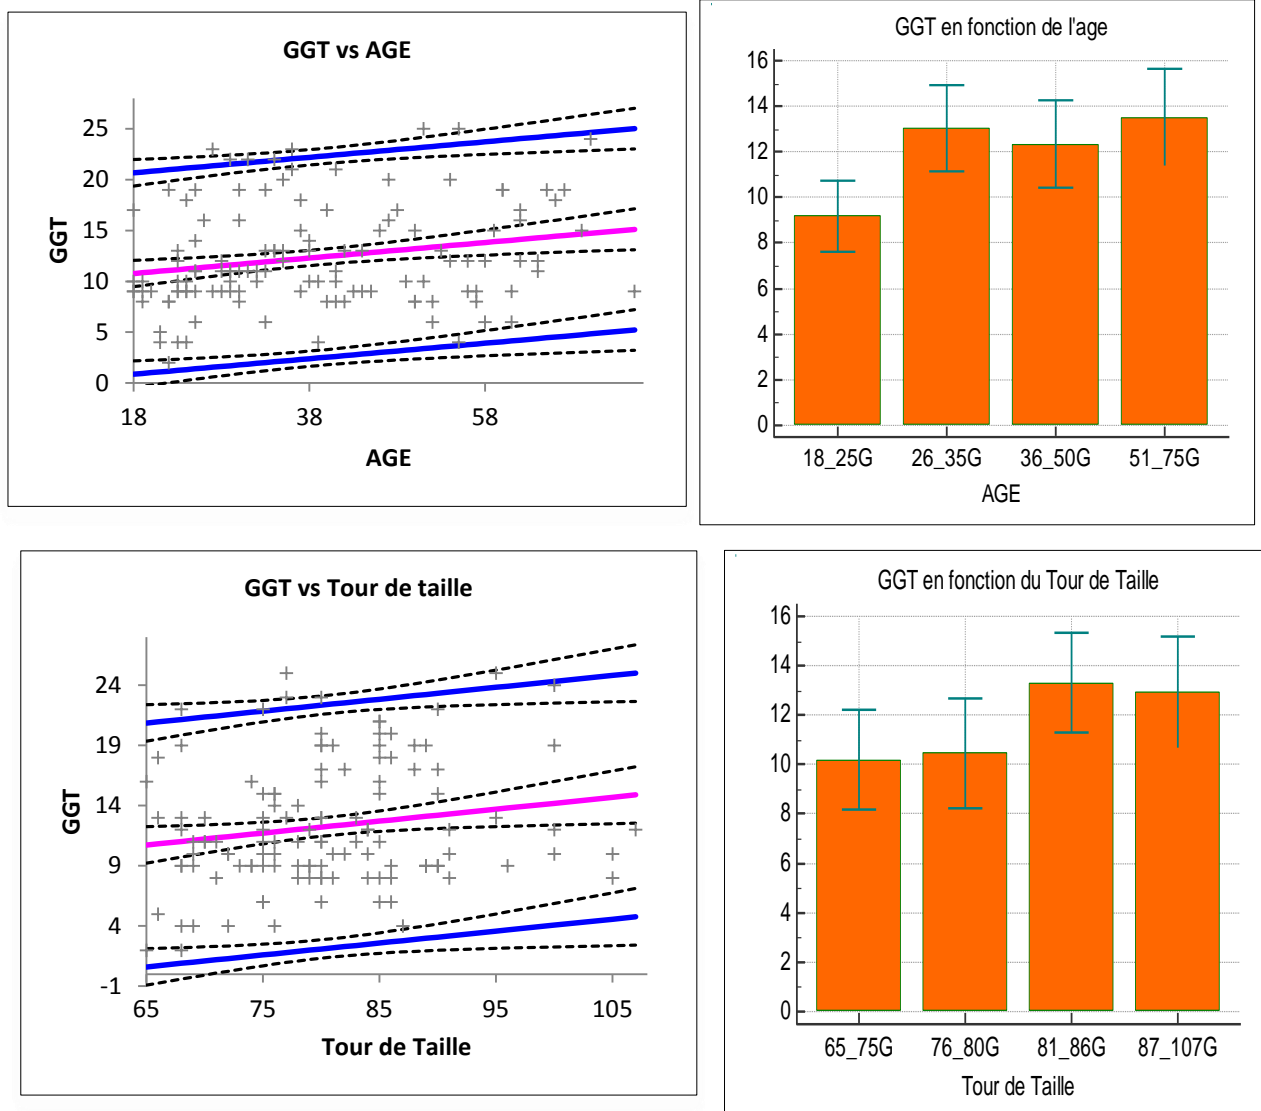 GGT vs AGE
25
20
15
10
5
0
18 38 58
GGT
AGE
GGT en fonction de l'age
16
14
12
10
8
6
4
2
0
18_25G 26_35G 36_50G 51_75G
AGE
GGT vs Tour de taille
24
19
14
9
4
-1
65 75 85 95 105
GGT
Tour de Taille
GGT en fonction du Tour de Taille
16
14
12
10
8
6
4
2
0
65_75G 76_80G 81_86G 87_107G
Tour de Taille